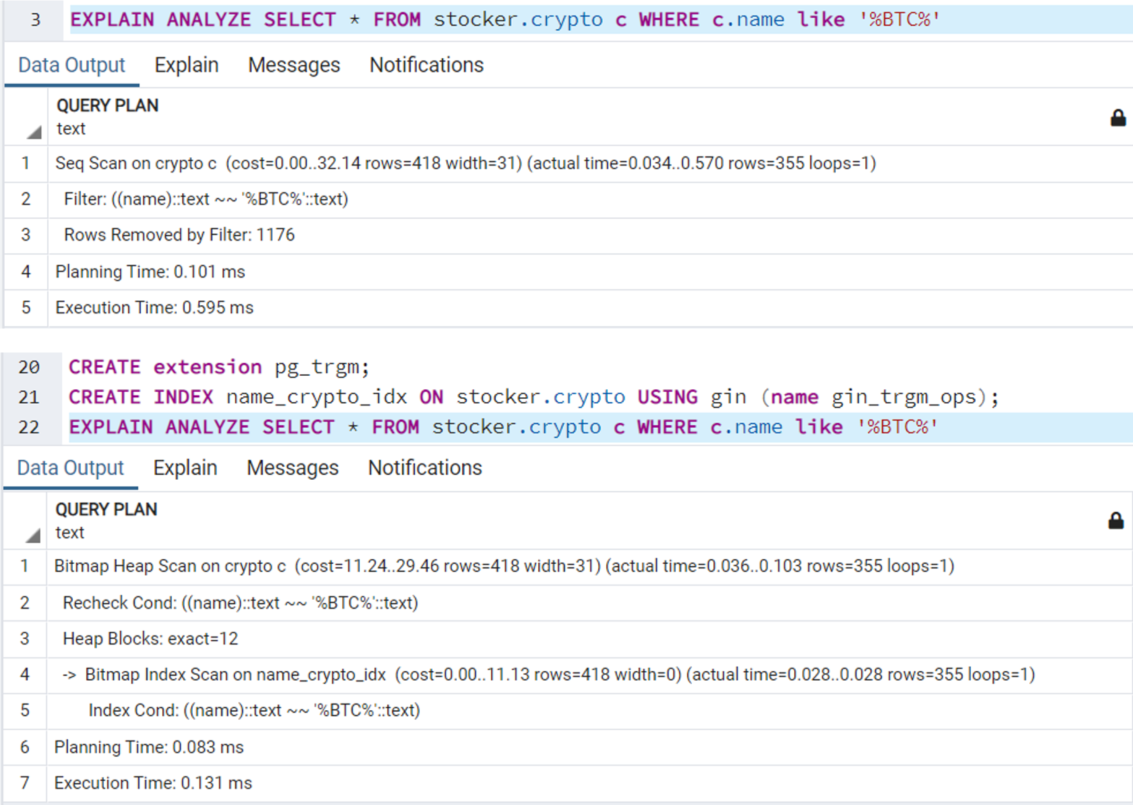 3 EXPLAIN ANALYZE SELECT * FROM stocker.crypto c WHERE c.name like '%BTC%'
Data Output Explain Messages Notifications
QUERY PLAN
text
1 Seq Scan on crypto c (cost=0.00..32.14 rows=418 width=31) (actual time=0.034..0.570 rows=355 loops=1)
2 Filter: ((name)::text ~~ '%BTC%'::text)
3 Rows Removed by Filter: 1176
4 Planning Time: 0.101 ms
5 Execution Time: 0.595 ms
20 CREATE extension pg_trgm;
21 CREATE INDEX name_crypto_idx ON stocker.crypto USING gin (name gin_trgm_ops);
22 EXPLAIN ANALYZE SELECT * FROM stocker.crypto c WHERE c.name like '%BTC%'
Data Output Explain Messages Notifications
QUERY PLAN
text
1 Bitmap Heap Scan on crypto c (cost=11.24..29.46 rows=418 width=31) (actual time=0.036..0.103 rows=355 loops=1)
2 Recheck Cond: ((name)::text ~~ '%BTC%'::text)
3 Heap Blocks: exact=12
4 -> Bitmap Index Scan on name_crypto_idx (cost=0.00..11.13 rows=418 width=0) (actual time=0.028..0.028 rows=355 loops=1)
5 Index Cond: ((name)::text ~~ '%BTC%'::text)
6 Planning Time: 0.083 ms
7 Execution Time: 0.131 ms